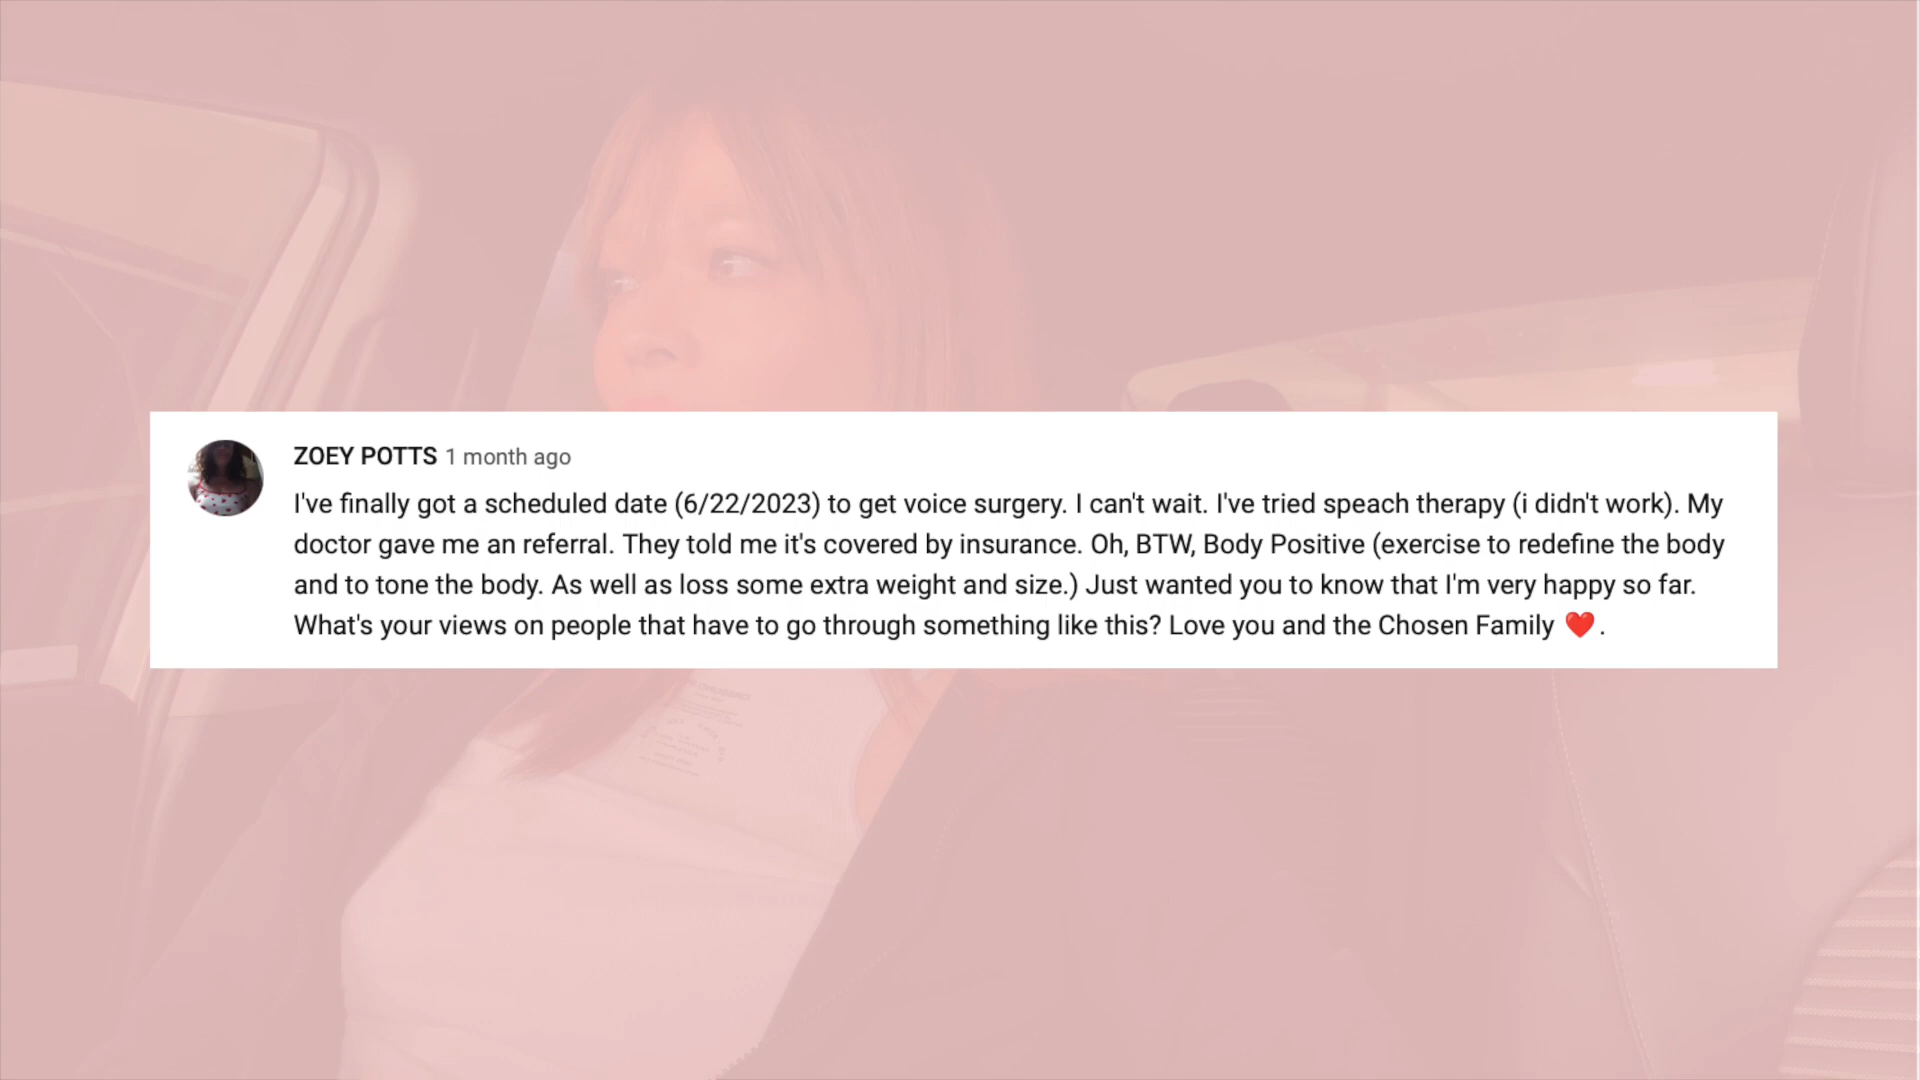 ZOEY POTTS 1 month ago
I've finally got a scheduled date (6/22/2023) to get voice surgery. I can't wait. I've tried speach therapy (i didn't work). My
doctor gave me an referral. They told me it's covered by insurance. Oh, BTW, Body Positive (exercise to redefine the body
and to tone the body. As well as loss some extra weight and size.) Just wanted you to know that I'm very happy so far.
What's your views on people that have to go through something like this? Love you and the Chosen Family ❤️.